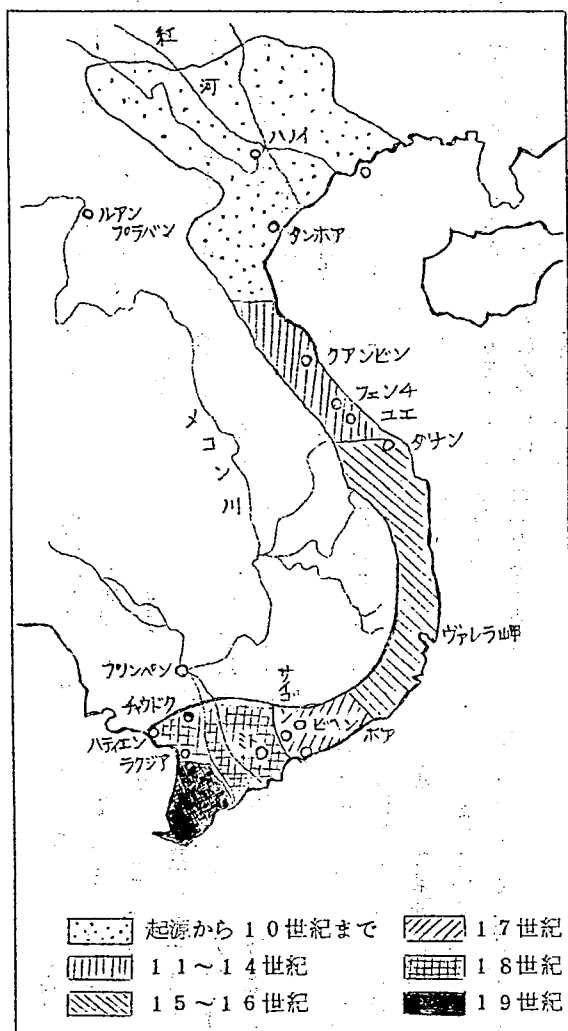 紅
河
ハノイ
ルアン
プラバン
タンホア
クアンビン
フェンチ
ユエ
ダナン
メコン川
ヴァレラ岬
プノンペン
サイゴン
チャウドク
ビヘン
ホア
ハティエン
ミト
ラクジア
起源から10世紀まで
11〜14世紀
15〜16世紀
17世紀
18世紀
19世紀